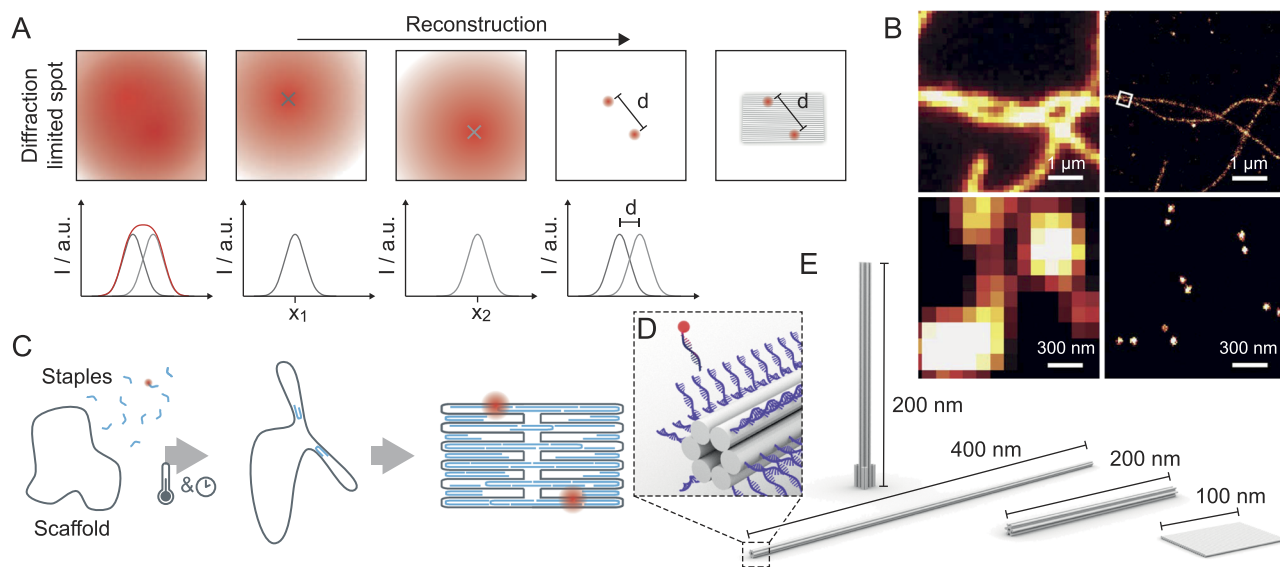 A
Reconstruction
Diffraction
limited spot
d
d
I / a.u.
I / a.u.
x₁
I / a.u.
x₂
I / a.u.
d
B
1 µm
1 µm
300 nm
300 nm
C
Staples
Scaffold
&
D
E
200 nm
400 nm
200 nm
100 nm